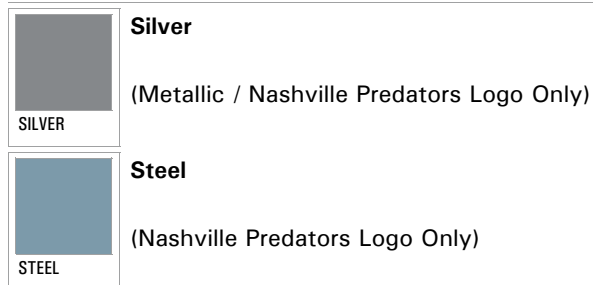 Silver
(Metallic / Nashville Predators Logo Only)
SILVER
Steel
(Nashville Predators Logo Only)
STEEL